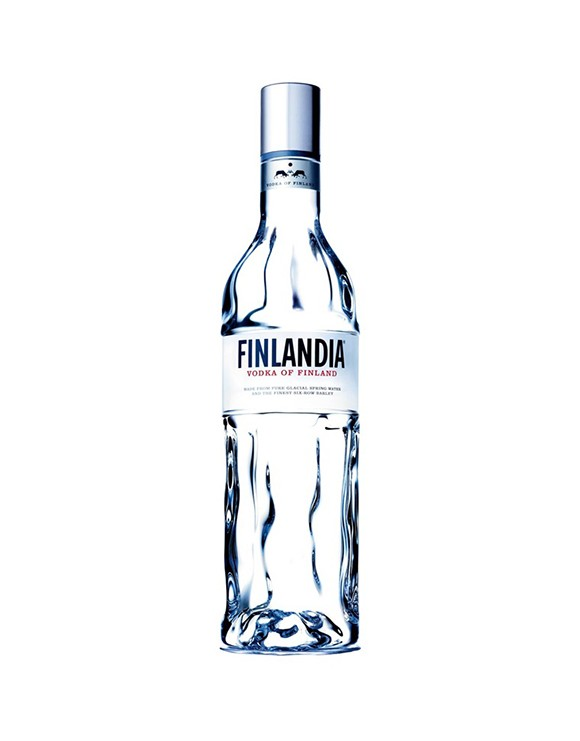 VODKA OF FINLAND
FINLANDIA
VODKA OF FINLAND
MADE FROM PURE GLACIAL SPRING WATER
AND THE FINEST SIX-ROW BARLEY